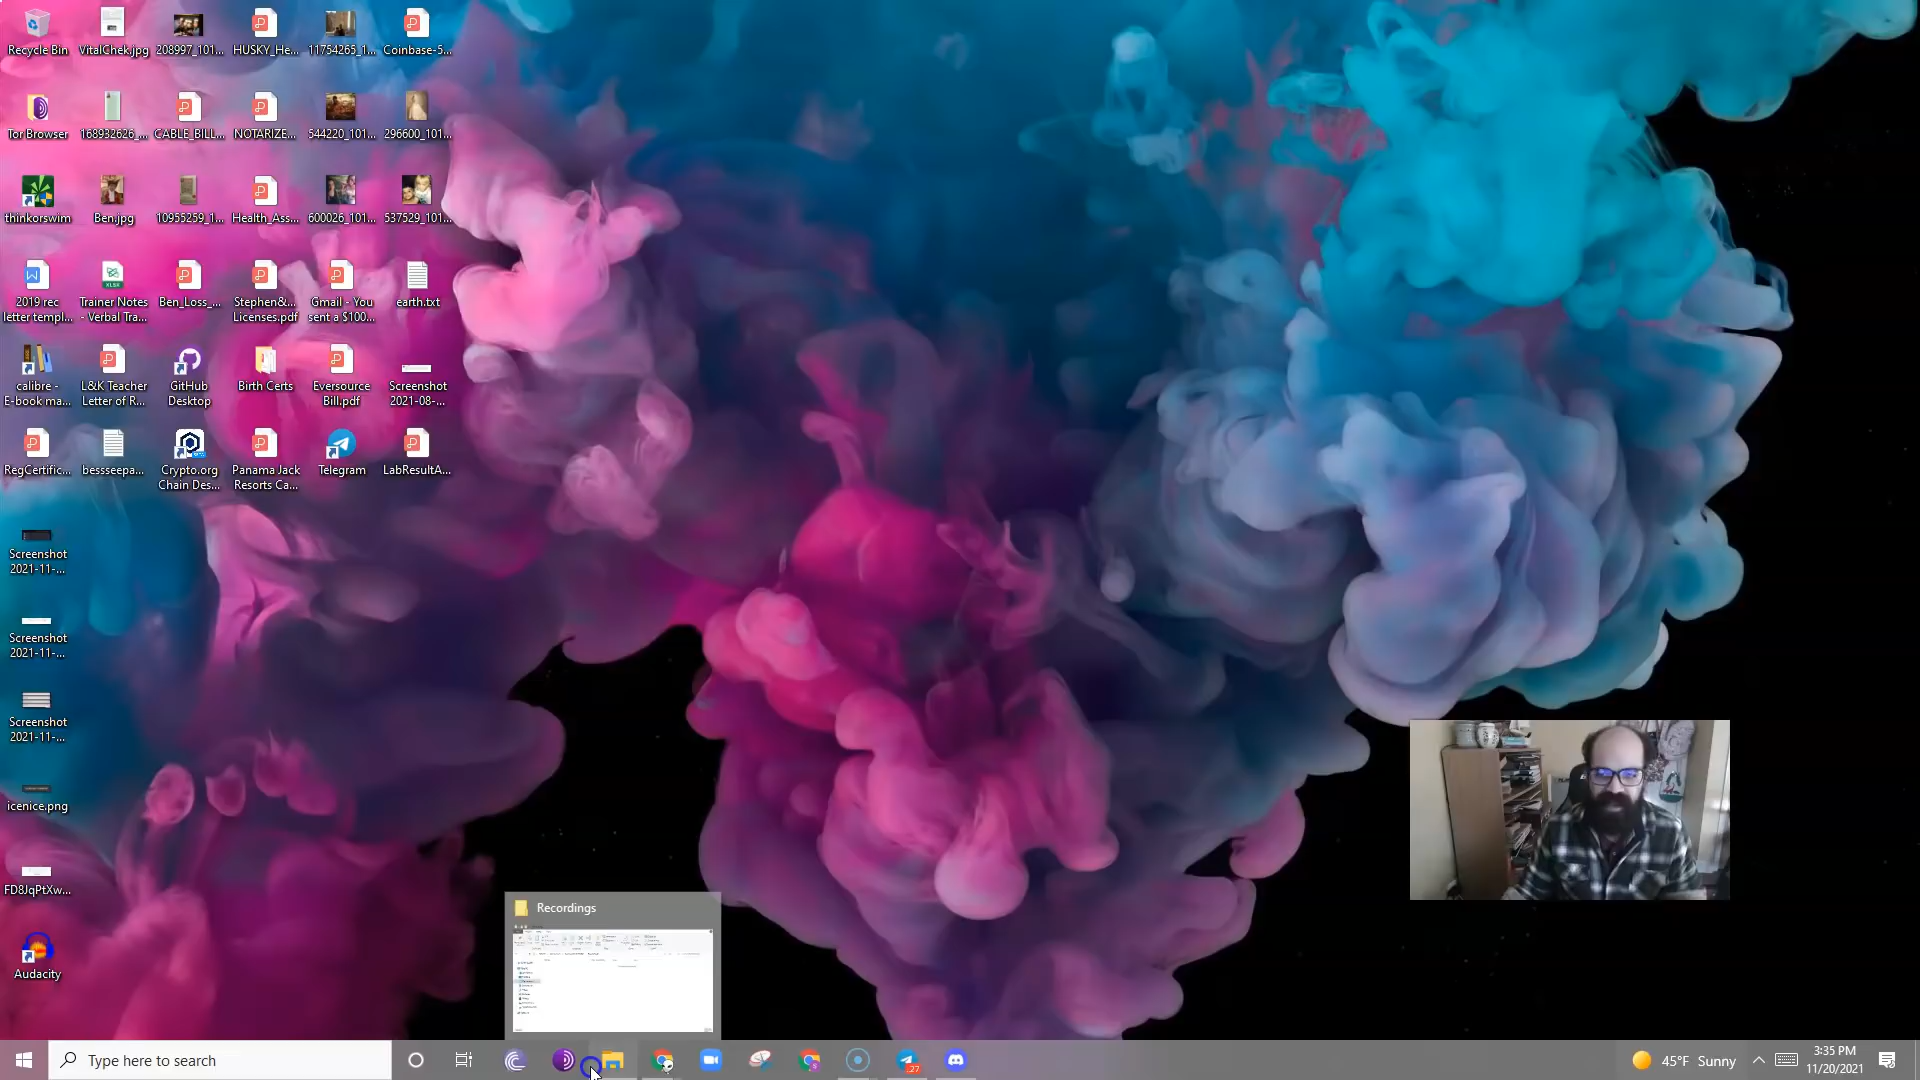 Recycle Bin
VitalChek.jpg
208997_101...
HUSKY_He...
11754265_1...
Coinbase-5...
Tor Browser
168932626_...
CABLE_BILL...
NOTARIZE...
544220_101...
296600_101...
thinkorswim
Ben.jpg
10955259_1...
Health_Ass...
600026_101...
537529_101...
2019 rec
letter templ...
Trainer Notes
- Verbal Tra...
Ben_Loss_...
Stephen&...
Licenses.pdf
Gmail - You
sent a $100...
earth.txt
calibre -
E-book ma...
L&K Teacher
Letter of R...
GitHub
Desktop
Birth Certs
Eversource
Bill.pdf
Screenshot
2021-08-...
RegCertific...
bessseepa...
Crypto.org
Chain Des...
Panama Jack
Resorts Ca...
Telegram
LabResultA...
Screenshot
2021-11-...
Screenshot
2021-11-...
Screenshot
2021-11-...
icenice.png
FD8JqPtXw...
Audacity
Recordings
Type here to search
27
45°F Sunny
3:35 PM
11/20/2021